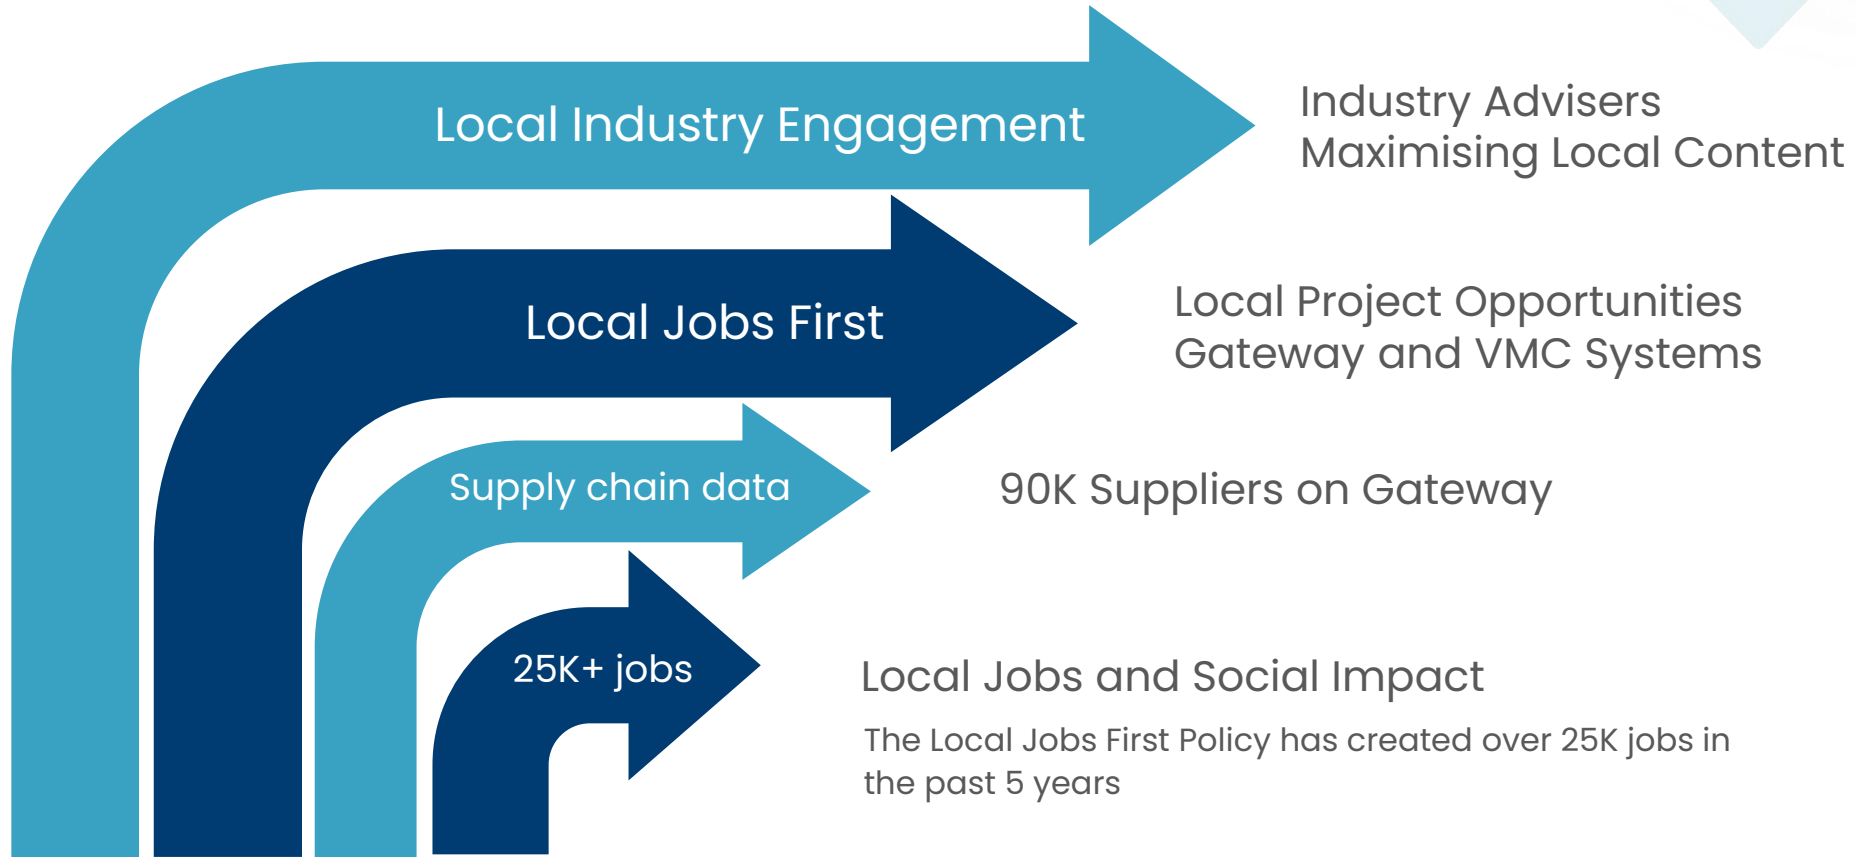 Local Industry Engagement
Industry Advisers
Maximising Local Content
Local Jobs First
Local Project Opportunities
Gateway and VMC Systems
Supply chain data
90K Suppliers on Gateway
25K+ jobs
Local Jobs and Social Impact
The Local Jobs First Policy has created over 25K jobs in
the past 5 years